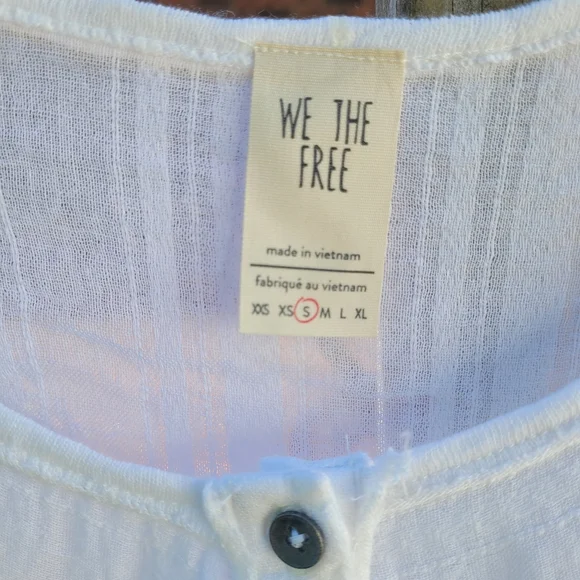 WE THE
FREE
made in vietnam
fabriqué au vietnam
XXS XS S M L XL